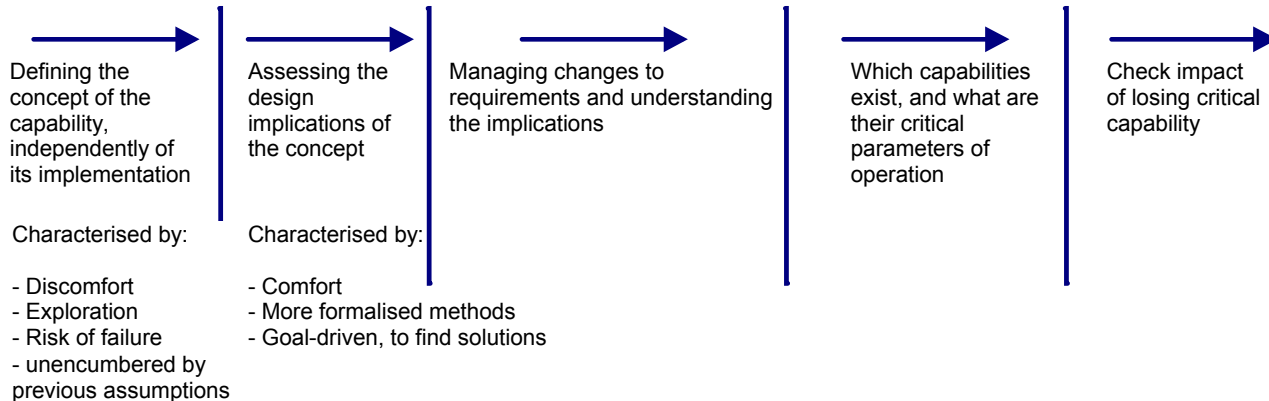 Defining the
concept of the
capability,
independently of
its implementation
Assessing the
design
implications of
the concept
Managing changes to
requirements and understanding
the implications
Which capabilities
exist, and what are
their critical
parameters of
operation
Check impact
of losing critical
capability
Characterised by:
- Discomfort
- Exploration
- Risk of failure
- unencumbered by
previous assumptions
Characterised by:
- Comfort
- More formalised methods
- Goal-driven, to find solutions